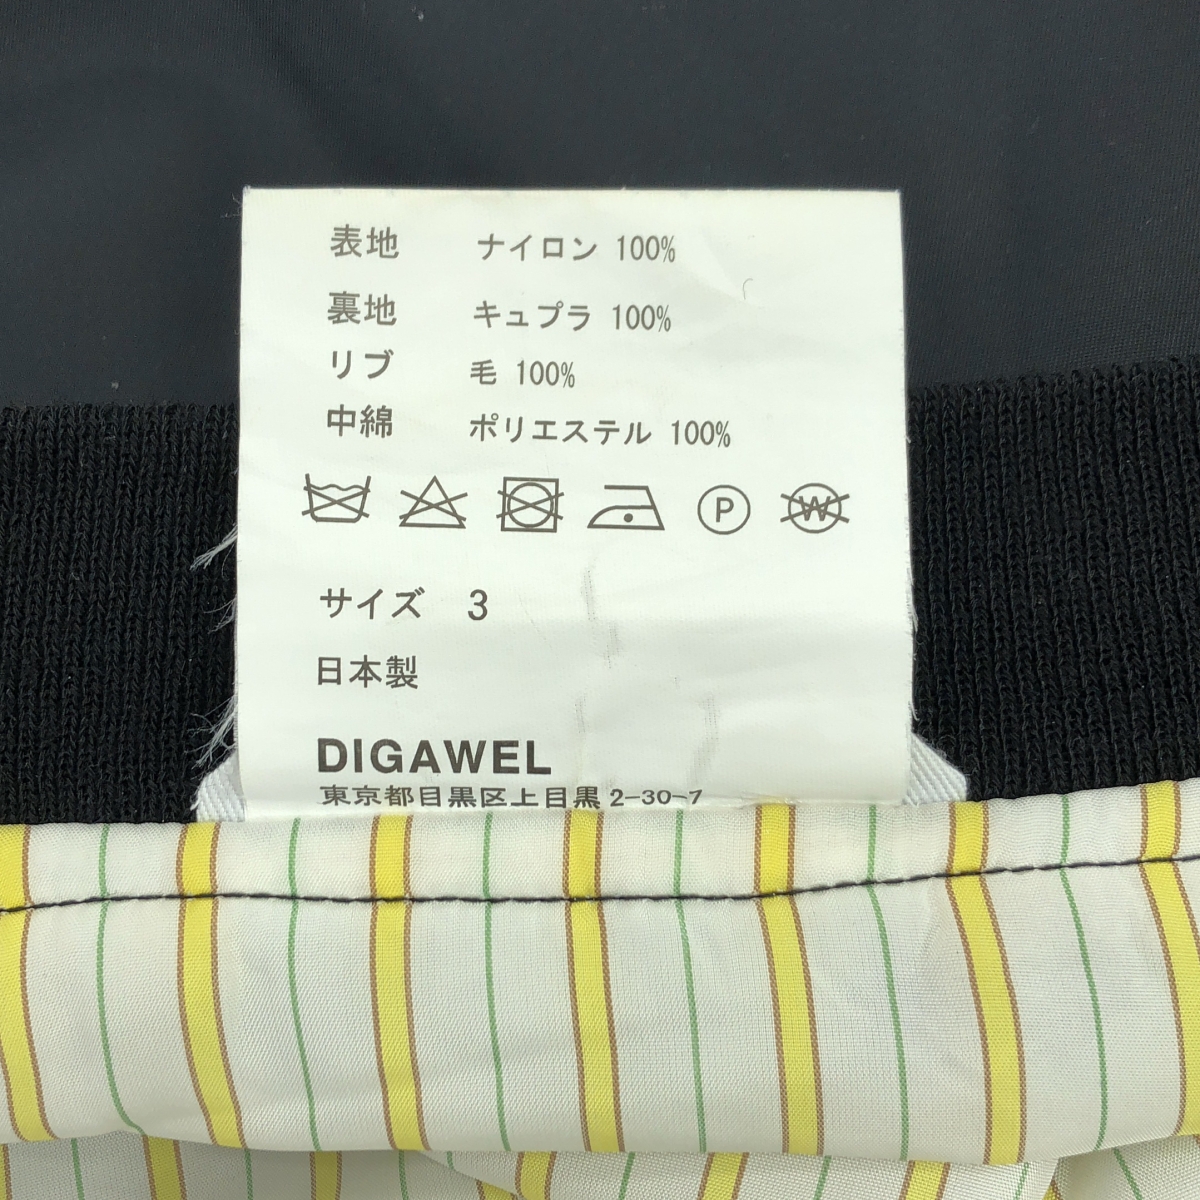 表地 ナイロン 100%
裏地 キュプラ 100%
リブ 毛 100%
中綿 ポリエステル 100%
P W
サイズ 3
日本製
DIGAWEL
東京都目黒区上目黒 2-30-7